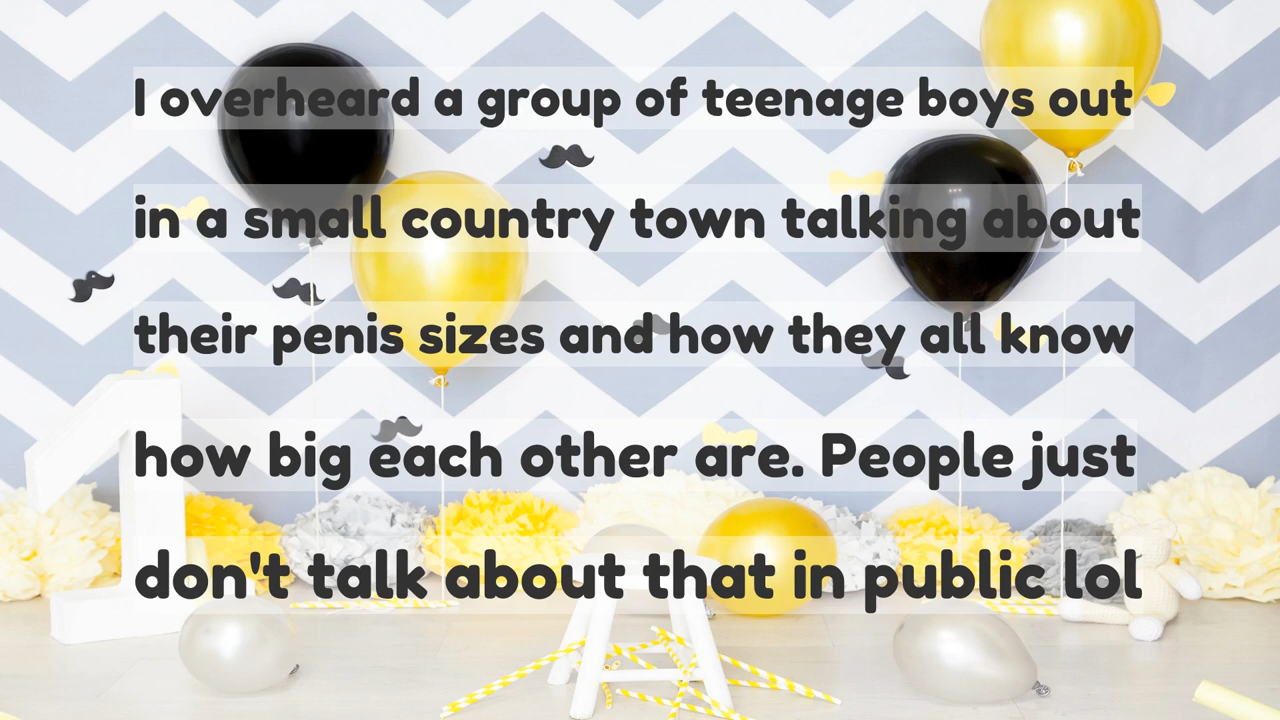 I overheard a group of teenage boys out
in a small country town talking about
their penis sizes and how they all know
how big each other are. People just
don't talk about that in public lol